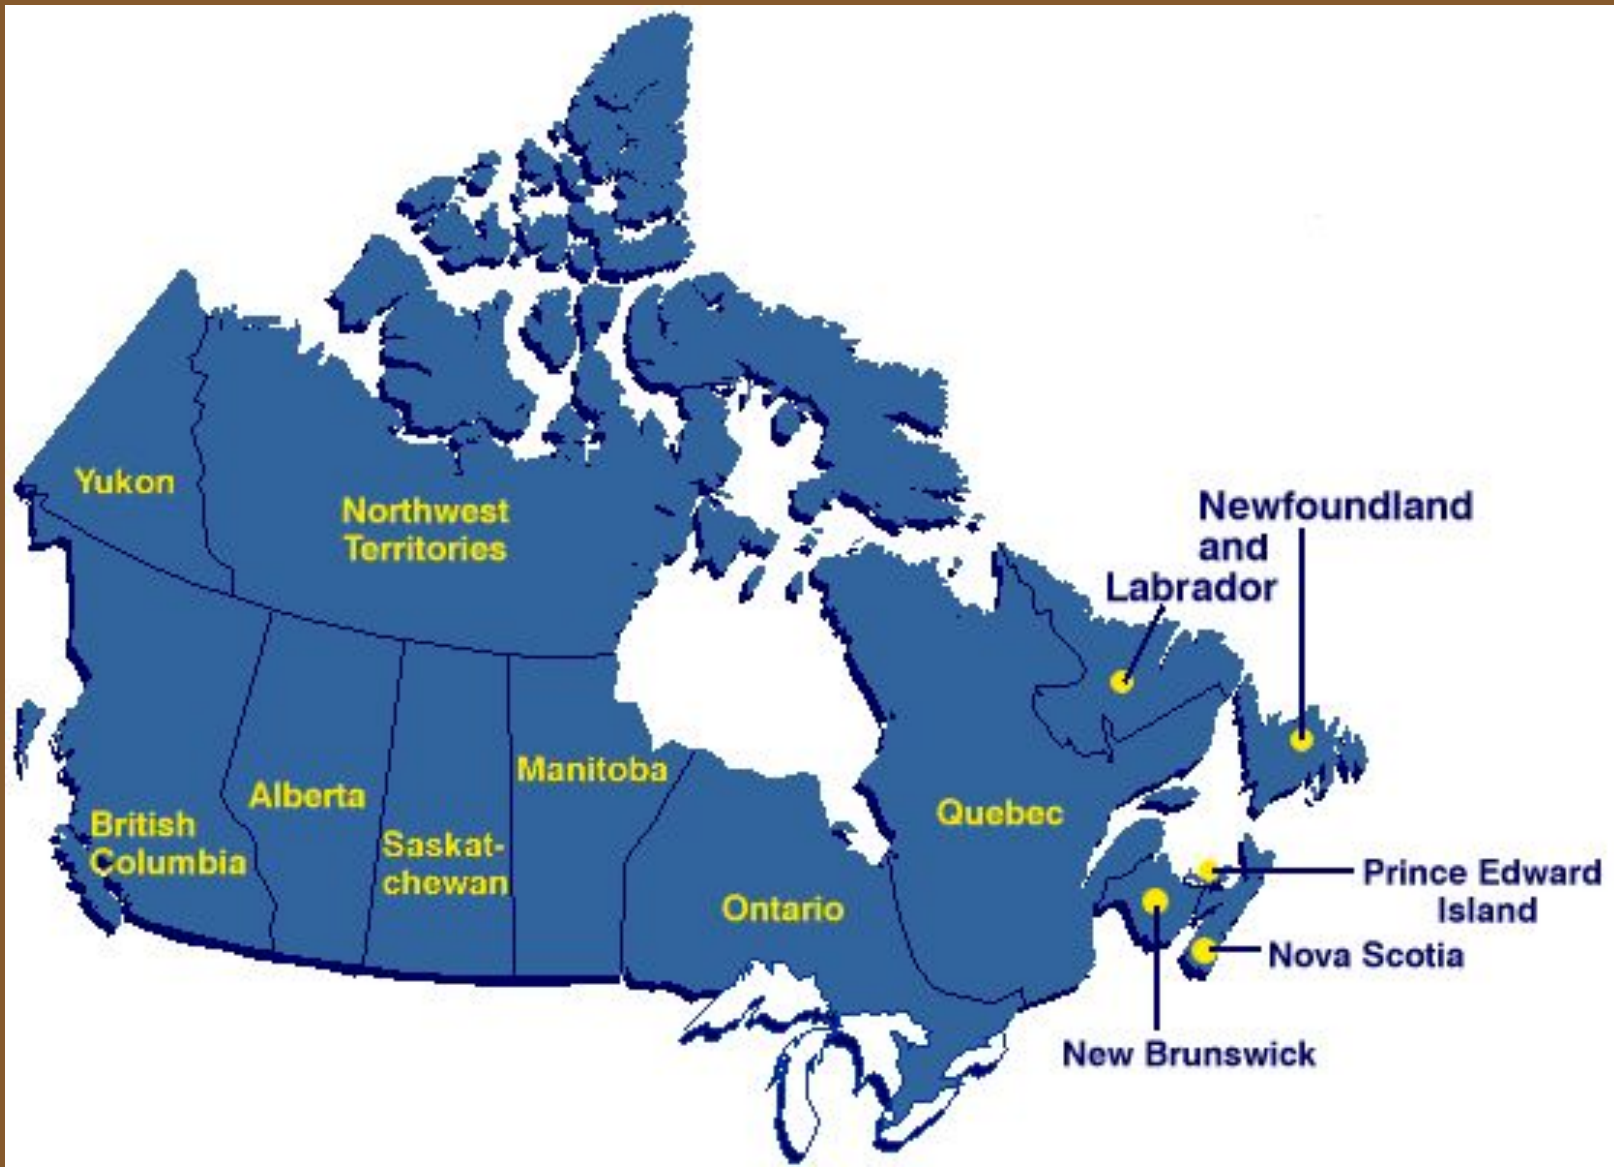 Yukon
Northwest
Territories
Newfoundland
and
Labrador
British
Columbia
Alberta
Saskat-
chewan
Manitoba
Ontario
Quebec
Prince Edward
Island
Nova Scotia
New Brunswick